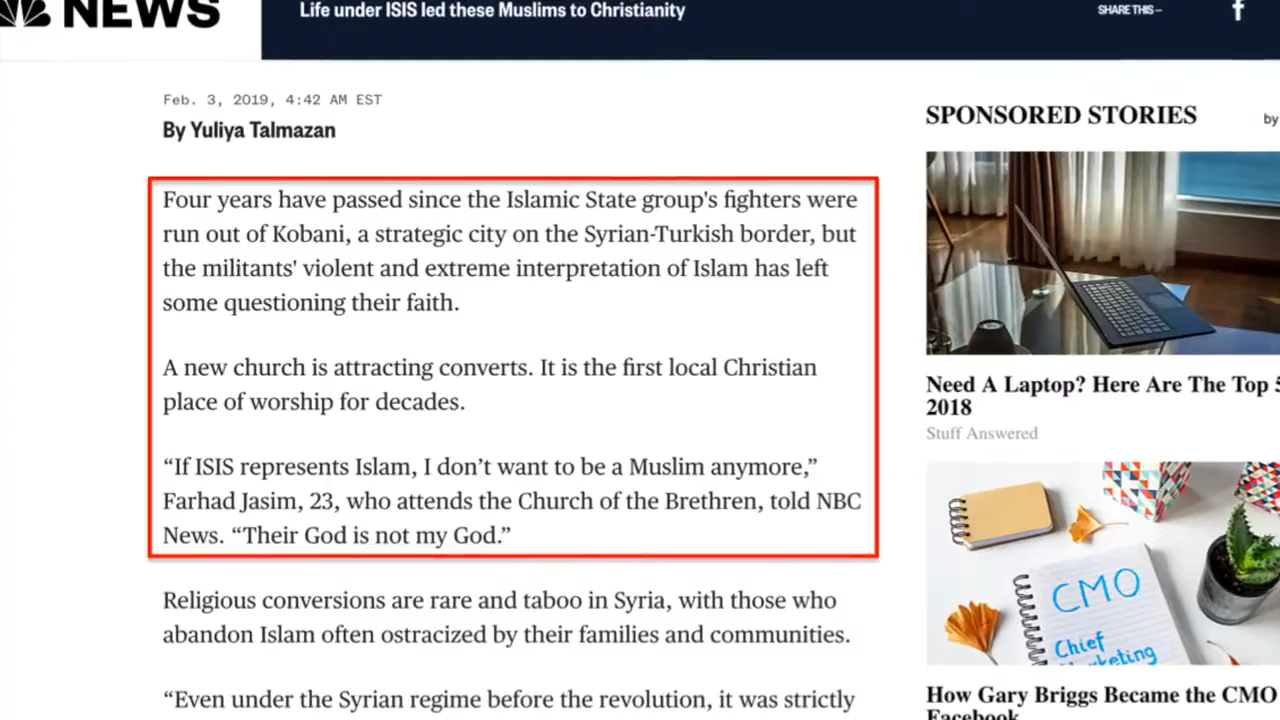 NEWS
Life under ISIS led these Muslims to Christianity
SHARE THIS —
f
Feb. 3, 2019, 4:42 AM EST
By Yuliya Talmazan
Four years have passed since the Islamic State group's fighters were
run out of Kobani, a strategic city on the Syrian-Turkish border, but
the militants' violent and extreme interpretation of Islam has left
some questioning their faith.
A new church is attracting converts. It is the first local Christian
place of worship for decades.
“If ISIS represents Islam, I don’t want to be a Muslim anymore,”
Farhad Jasim, 23, who attends the Church of the Brethren, told NBC
News. “Their God is not my God.”
Religious conversions are rare and taboo in Syria, with those who
abandon Islam often ostracized by their families and communities.
“Even under the Syrian regime before the revolution, it was strictly
SPONSORED STORIES
by
Need A Laptop? Here Are The Top 5
2018
Stuff Answered
CMO
Chief
Marketing
How Gary Briggs Became the CMO
Facebook